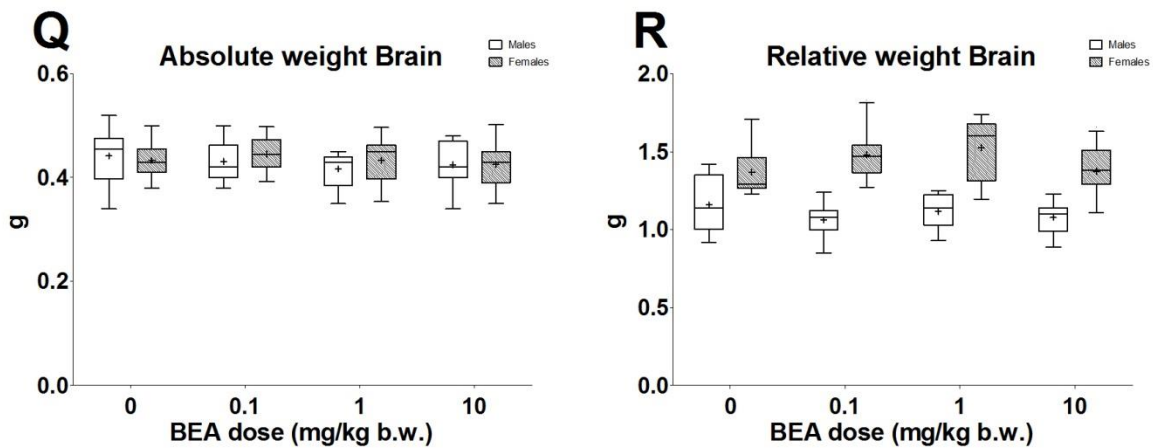 Q
Absolute weight Brain
Males
Females
0.6
0.4
0.2
0.0
g
0 0.1 1 10
BEA dose (mg/kg b.w.)
R
Relative weight Brain
Males
Females
2.0
1.5
1.0
0.5
0.0
g
0 0.1 1 10
BEA dose (mg/kg b.w.)